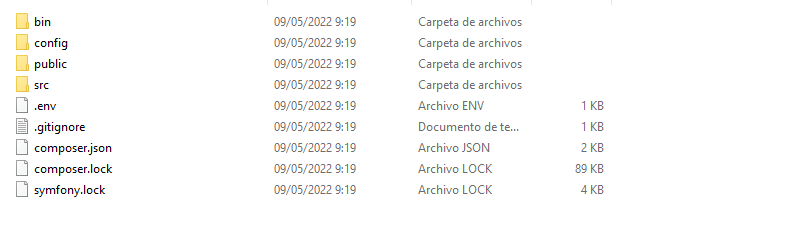 bin 09/05/2022 9:19 Carpeta de archivos
config 09/05/2022 9:19 Carpeta de archivos
public 09/05/2022 9:19 Carpeta de archivos
src 09/05/2022 9:19 Carpeta de archivos
.env 09/05/2022 9:19 Archivo ENV 1 KB
.gitignore 09/05/2022 9:19 Documento de te... 1 KB
composer.json 09/05/2022 9:19 Archivo JSON 2 KB
composer.lock 09/05/2022 9:19 Archivo LOCK 89 KB
symfony.lock 09/05/2022 9:19 Archivo LOCK 4 KB